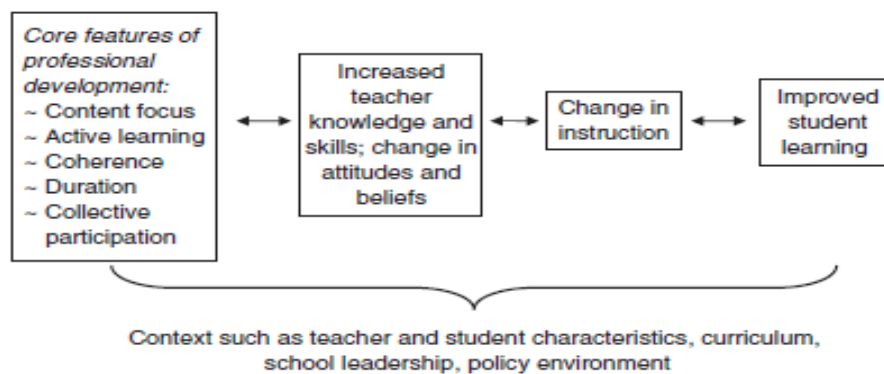 Core features of
professional
development:
~ Content focus
~ Active learning
~ Coherence
~ Duration
~ Collective
participation
Increased
teacher
knowledge and
skills; change in
attitudes and
beliefs
Change in
instruction
Improved
student
learning
Context such as teacher and student characteristics, curriculum,
school leadership, policy environment